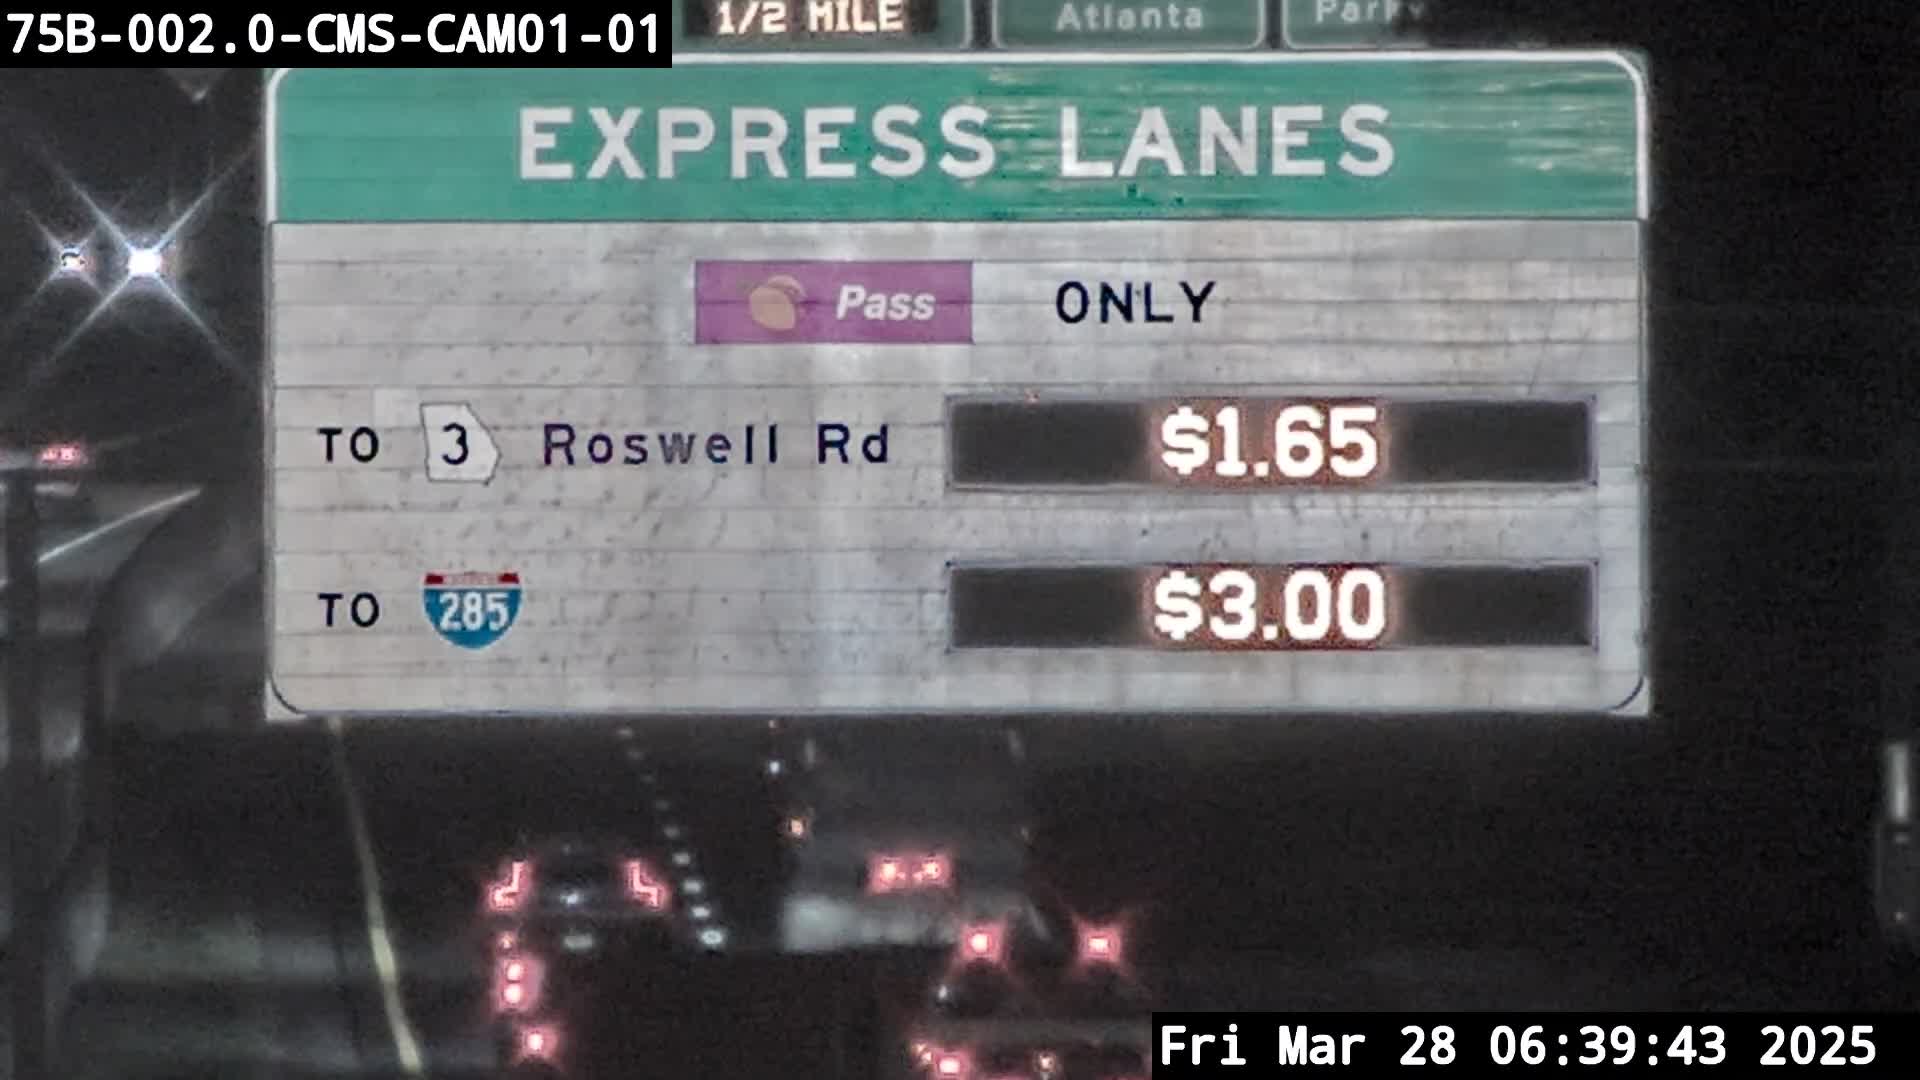 75B-002.0-CMS-CAM01-01
1/2 MILE
Atlanta
EXPRESS LANES
Pass ONLY
TO 3 Roswell Rd $1.65
TO 285 $3.00
Fri Mar 28 06:39:43 2025